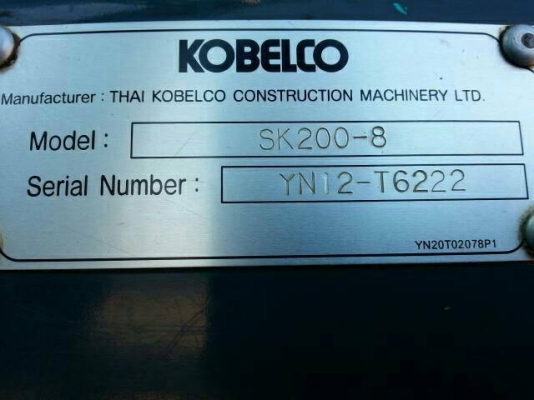 KOBELCO
Manufacturer : THAI KOBELCO CONSTRUCTION MACHINERY LTD.
Model : SK200-8
Serial Number : YN12-T6222
YN20T02078P1